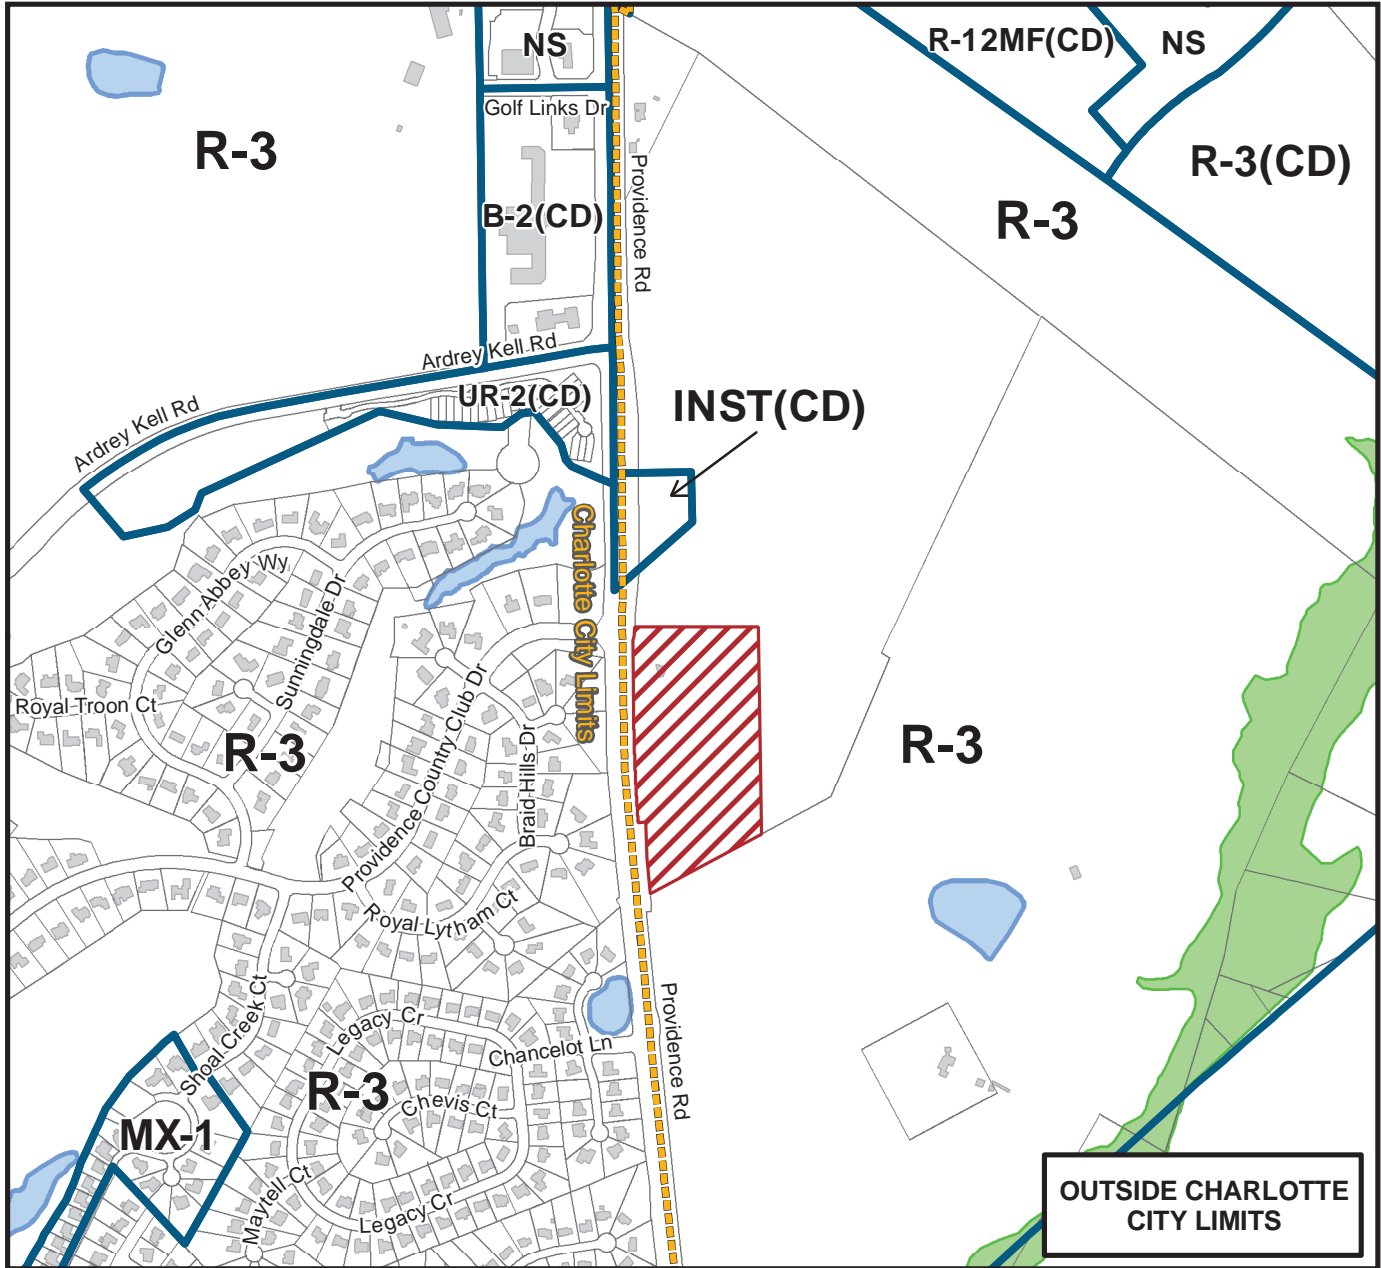 NS
R-12MF(CD)
NS
Golf Links Dr
R-3
R-3(CD)
Providence Rd
B-2(CD)
R-3
Ardrey Kell Rd
UR-2(CD)
INST(CD)
Ardrey Kell Rd
Charlotte City Limits
Glenn Abbey Wy
Sunningdale Dr
Royal Troon Ct
R-3
Providence Country Club Dr
Braid Hills Dr
R-3
Royal Lytham Ct
Shoal Creek Ct
Legacy Cr
Chancelot Ln
Providence Rd
R-3
Chevis Ct
MX-1
Maytell Ct
Legacy Cr
OUTSIDE CHARLOTTE
CITY LIMITS